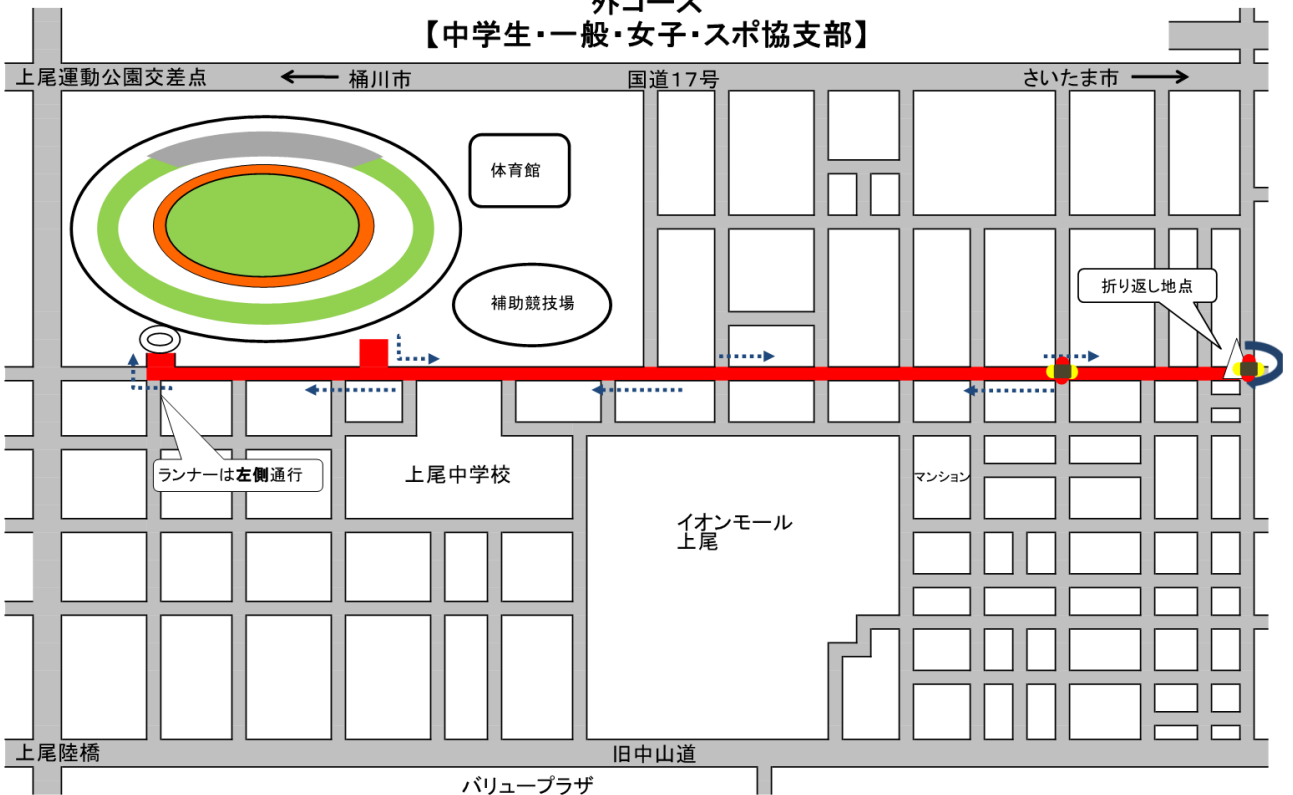 外コース
【中学生・一般・女子・スポ協支部】
上尾運動公園交差点
桶川市
国道17号
さいたま市
体育館
補助競技場
折り返し地点
ランナーは左側通行
上尾中学校
マンション
イオンモール
上尾
上尾陸橋
旧中山道
バリュープラザ